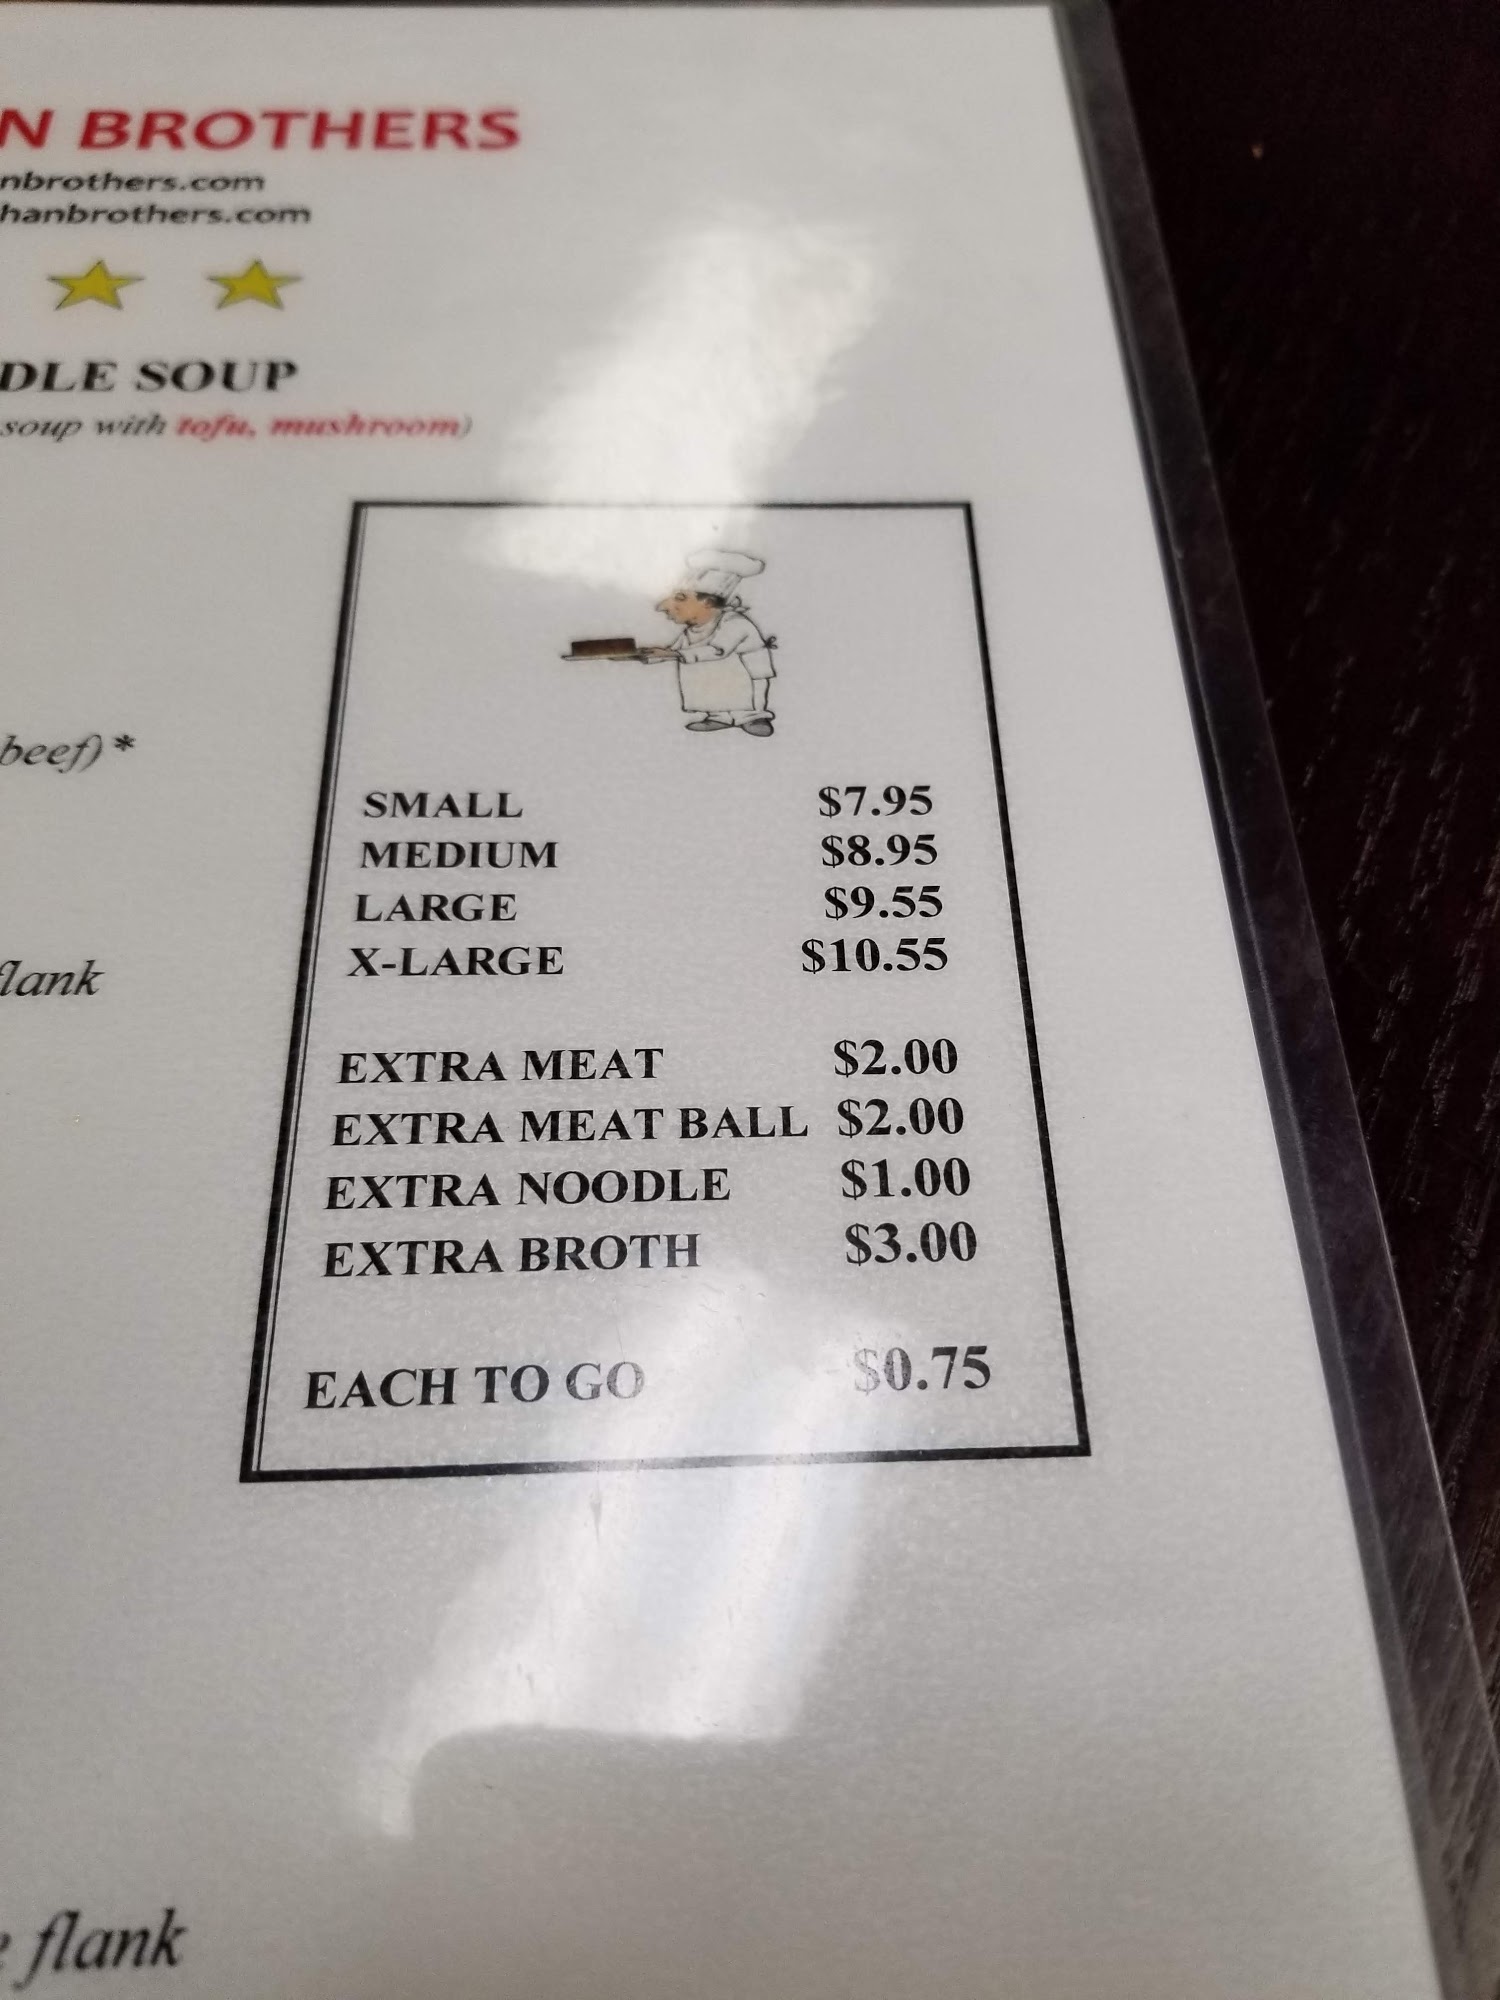 N BROTHERS
nbrothers.com
hanbrothers.com
DLE SOUP
soup with tofu, mushroom)
beef) *
flank
SMALL $7.95
MEDIUM $8.95
LARGE $9.55
X-LARGE $10.55
EXTRA MEAT $2.00
EXTRA MEAT BALL $2.00
EXTRA NOODLE $1.00
EXTRA BROTH $3.00
EACH TO GO $0.75
e flank